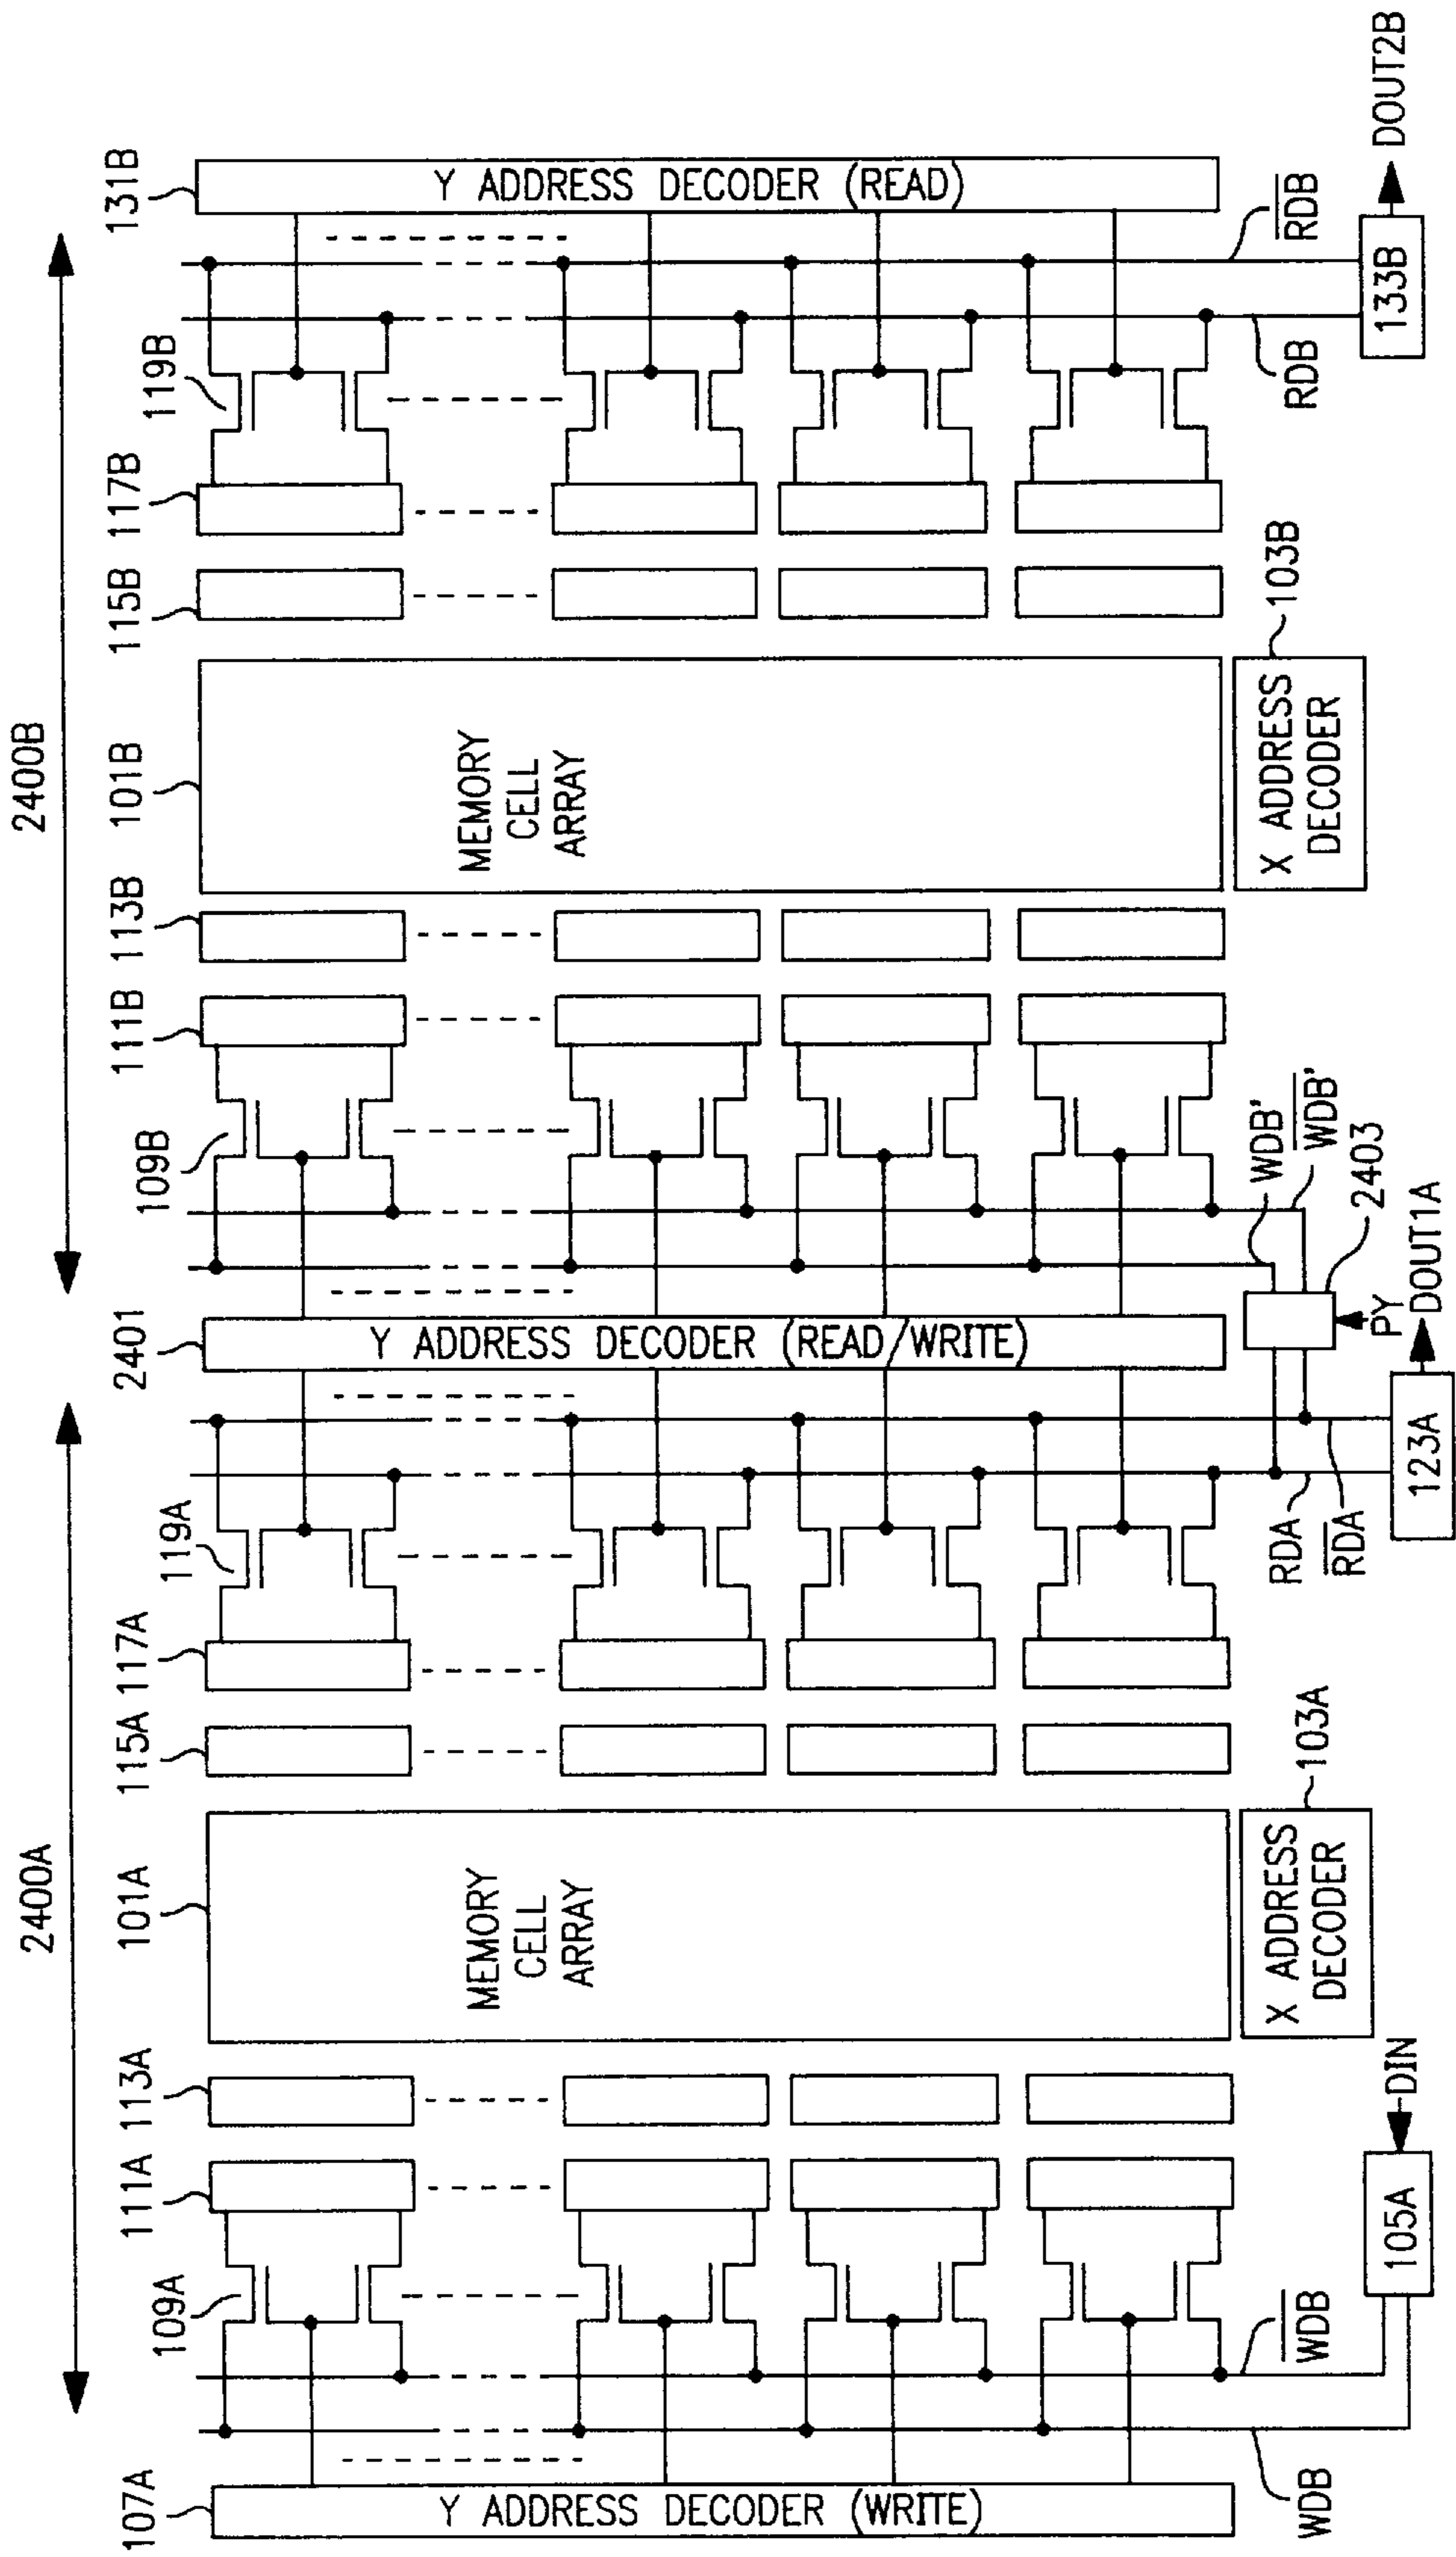 2400A
2400B
107A
109A
111A
113A
101A
115A
117A
119A
2401
109B
111B
113B
101B
115B
117B
119B
131B
Y ADDRESS DECODER (WRITE)
MEMORY
CELL
ARRAY
Y ADDRESS DECODER (READ/WRITE)
MEMORY
CELL
ARRAY
Y ADDRESS DECODER (READ)
WDB
WDB
105A
DIN
X ADDRESS
DECODER
103A
RDA
RDA
123A
DOUT1A
PY
2403
WDB'
WDB'
X ADDRESS
DECODER
103B
RDB
RDB
133B
DOUT2B